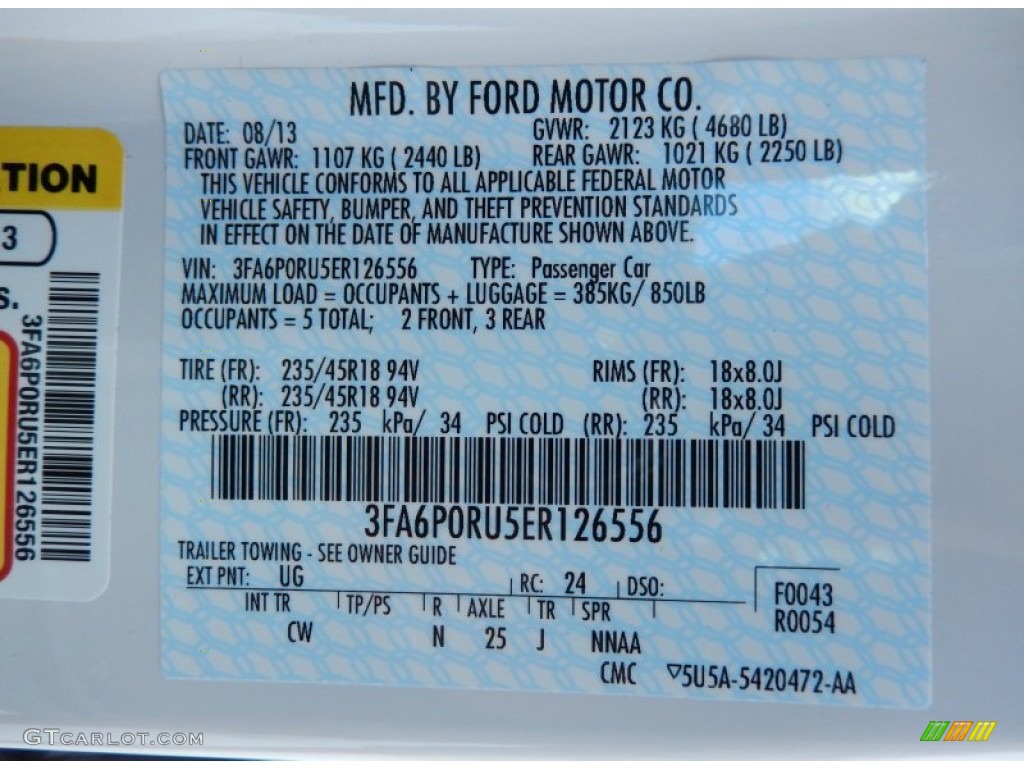 MFD. BY FORD MOTOR CO.
DATE: 08/13 GVWR: 2123 KG ( 4680 LB)
FRONT GAWR: 1107 KG ( 2440 LB) REAR GAWR: 1021 KG ( 2250 LB)
THIS VEHICLE CONFORMS TO ALL APPLICABLE FEDERAL MOTOR
VEHICLE SAFETY, BUMPER, AND THEFT PREVENTION STANDARDS
IN EFFECT ON THE DATE OF MANUFACTURE SHOWN ABOVE.
VIN: 3FA6P0RU5ER126556 TYPE: Passenger Car
MAXIMUM LOAD = OCCUPANTS + LUGGAGE = 385KG/ 850LB
OCCUPANTS = 5 TOTAL; 2 FRONT, 3 REAR
TIRE (FR): 235/45R18 94V RIMS (FR): 18x8.0J
(RR): 235/45R18 94V (RR): 18x8.0J
PRESSURE (FR): 235 kPa/ 34 PSI COLD (RR): 235 kPa/ 34 PSI COLD
3FA6P0RU5ER126556
TRAILER TOWING - SEE OWNER GUIDE
EXT PNT: UG RC: 24 DSO: F0043
INT TR TP/PS R AXLE TR SPR R0054
CW N 25 J NNAA
CMC 5U5A-5420472-AA
TION
3
S.
3FA6P0RU5ER126556
GTCARLOT.COM